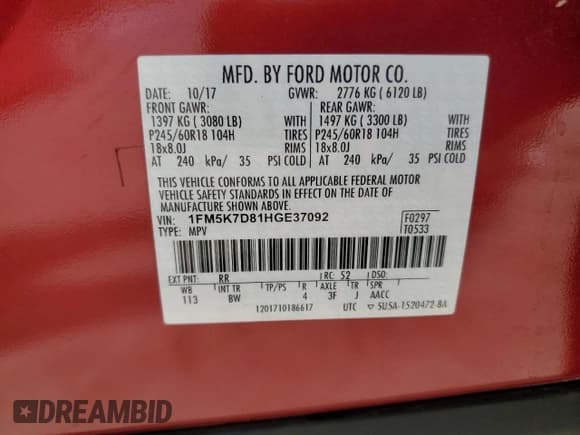 MFD. BY FORD MOTOR CO.
DATE: 10/17 GVWR: 2776 KG ( 6120 LB)
FRONT GAWR: REAR GAWR:
1397 KG ( 3080 LB) WITH 1497 KG ( 3300 LB) WITH
P245/60R18 104H TIRES P245/60R18 104H TIRES
18x8.0J RIMS 18x8.0J RIMS
AT 240 kPa/ 35 PSI COLD AT 240 kPa/ 35 PSI COLD
THIS VEHICLE CONFORMS TO ALL APPLICABLE FEDERAL MOTOR
VEHICLE SAFETY STANDARDS IN EFFECT ON THE DATE OF
MANUFACTURE SHOWN ABOVE.
VIN: 1FM5K7D81HGE37092 F0297
TYPE: MPV T0533
EXT PNT: RR RC: 52 DSO:
WB INT TR TP/PS R AXLE TR SPR
113 BW 4 3F J AACC
1201710186617 UTC ▽ 5U5A-1520472-BA
DREAMBID